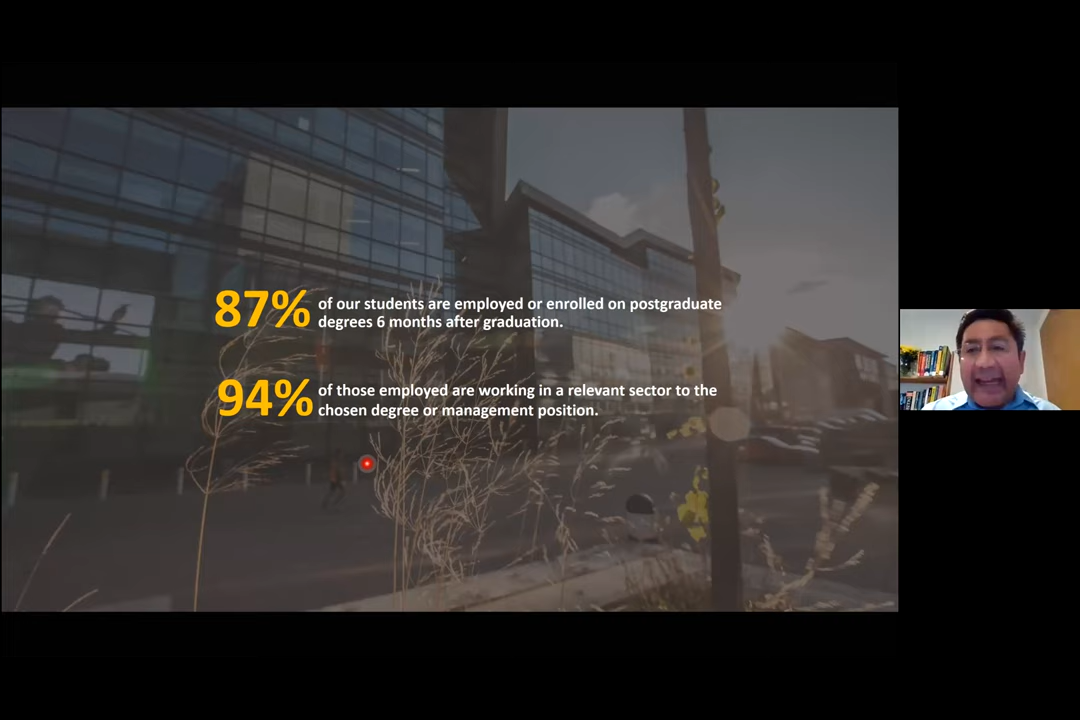 87%
of our students are employed or enrolled on postgraduate
degrees 6 months after graduation.
94%
of those employed are working in a relevant sector to the
chosen degree or management position.